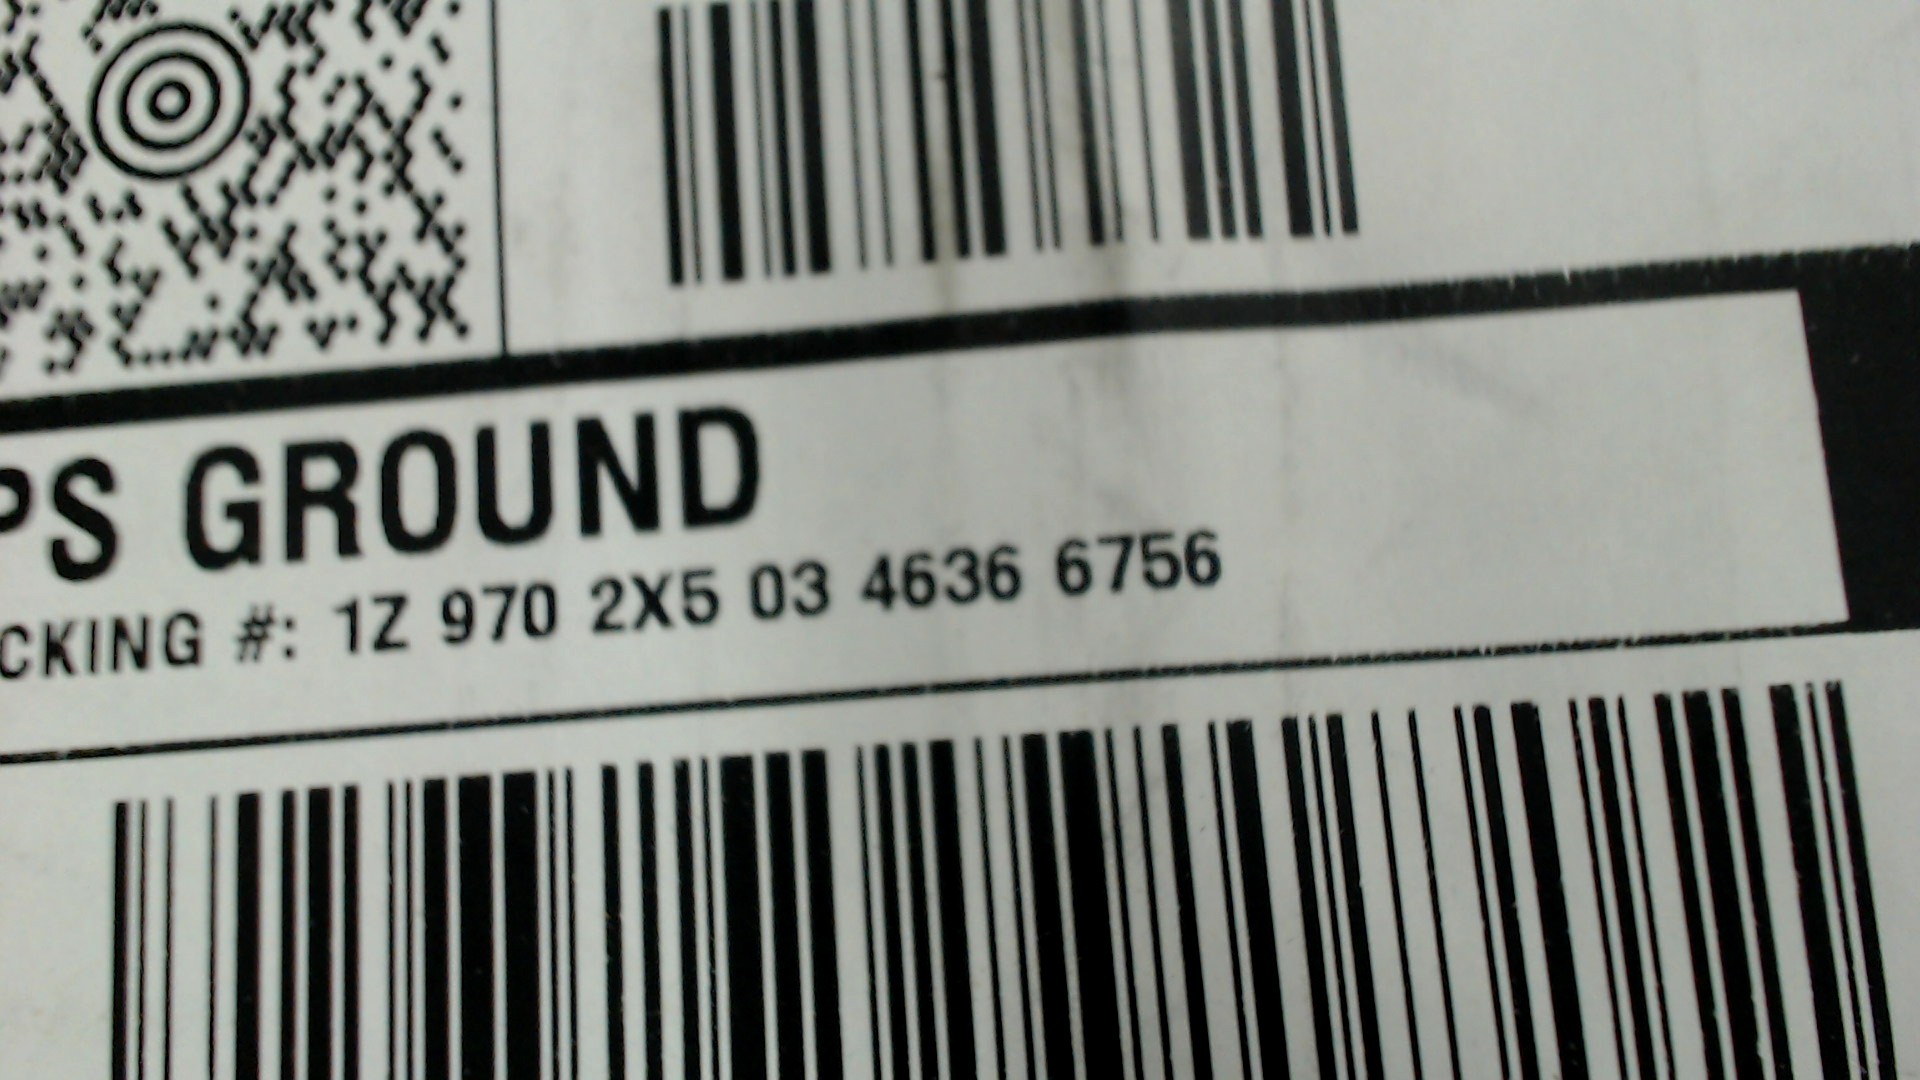 PS GROUND
CKING #: 1Z 970 2X5 03 4636 6756